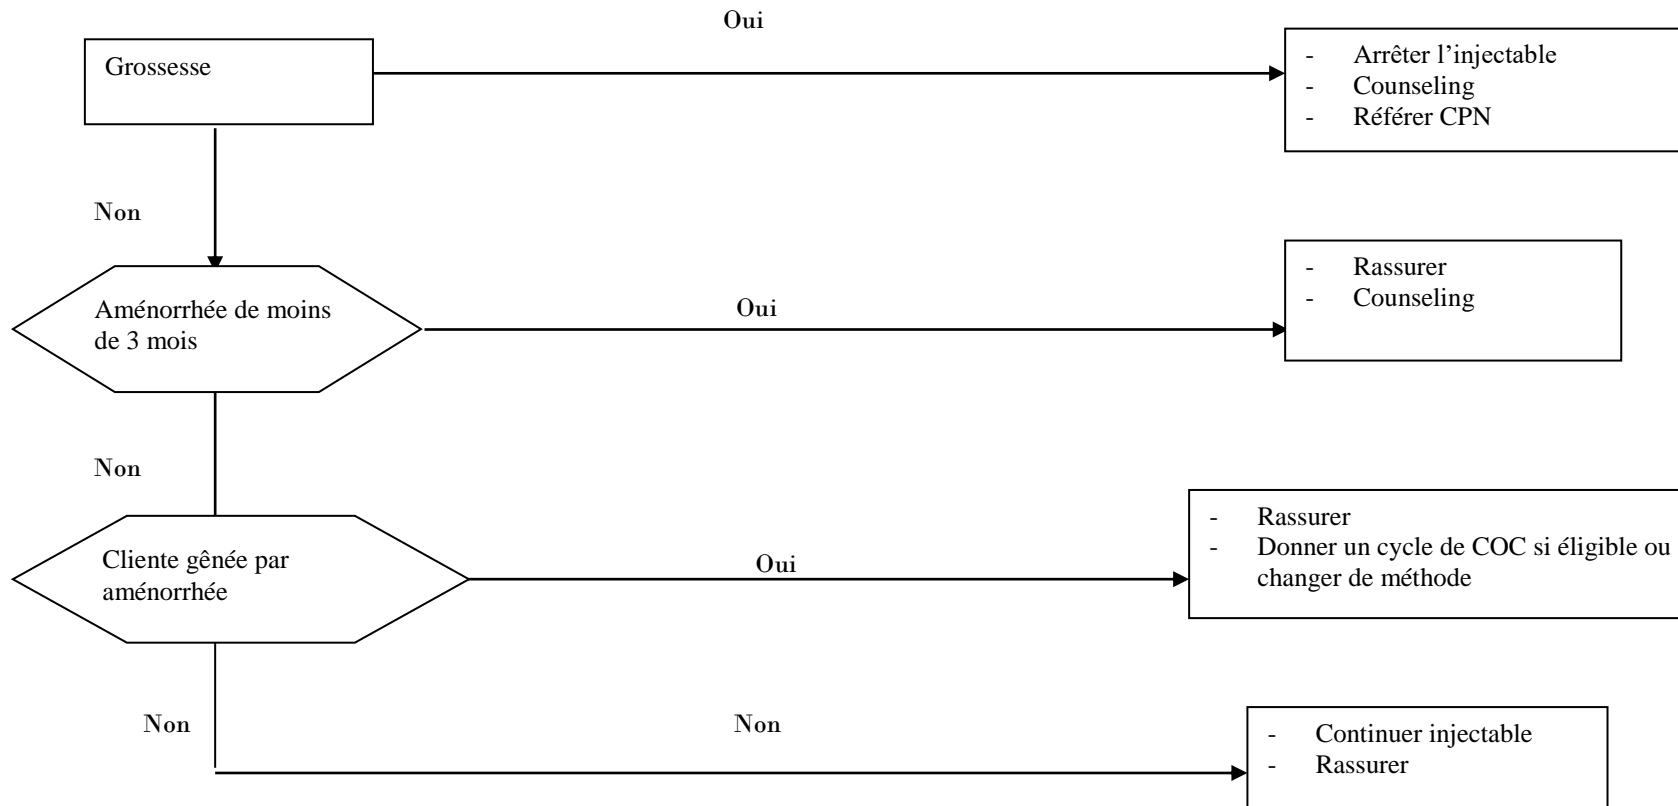 Oui
Grossesse
- Arrêter l’injectable
- Counseling
- Référer CPN
Non
Aménorrhée de moins
de 3 mois
Oui
- Rassurer
- Counseling
Non
Cliente gênée par
aménorrhée
Oui
- Rassurer
- Donner un cycle de COC si éligible ou
changer de méthode
Non
Non
- Continuer injectable
- Rassurer